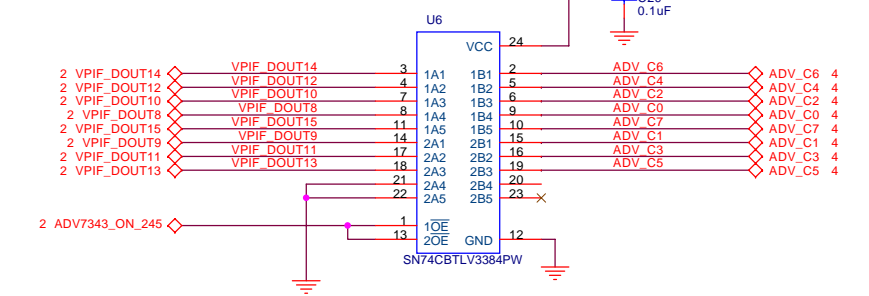 0.1uF
U6
VCC 24
2 VPIF_DOUT14 VPIF_DOUT14 3 1A1 1B1 2 ADV_C6 ADV_C6 4
2 VPIF_DOUT12 VPIF_DOUT12 4 1A2 1B2 5 ADV_C4 ADV_C4 4
2 VPIF_DOUT10 VPIF_DOUT10 7 1A3 1B3 6 ADV_C2 ADV_C2 4
2 VPIF_DOUT8 VPIF_DOUT8 8 1A4 1B4 9 ADV_C0 ADV_C0 4
2 VPIF_DOUT15 VPIF_DOUT15 11 1A5 1B5 10 ADV_C7 ADV_C7 4
2 VPIF_DOUT9 VPIF_DOUT9 14 2A1 2B1 15 ADV_C1 ADV_C1 4
2 VPIF_DOUT11 VPIF_DOUT11 17 2A2 2B2 16 ADV_C3 ADV_C3 4
2 VPIF_DOUT13 VPIF_DOUT13 18 2A3 2B3 19 ADV_C5 ADV_C5 4
21 2A4 2B4 20
22 2A5 2B5 23
2 ADV7343_ON_245 1 1OE
13 2OE GND 12
SN74CBTLV3384PW